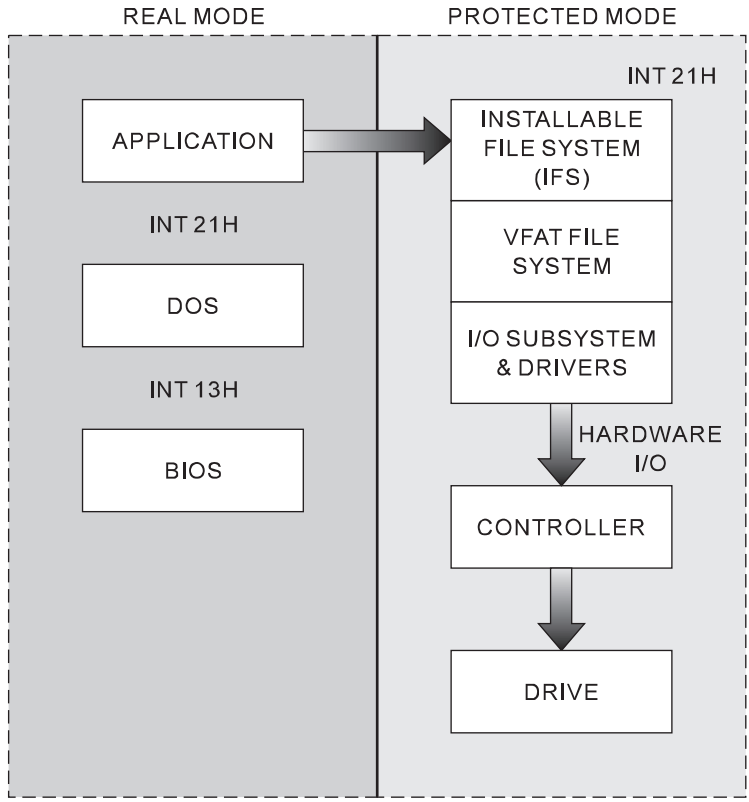 REAL MODE
PROTECTED MODE
INT 21H
APPLICATION
INSTALLABLE
FILE SYSTEM
(IFS)
INT 21H
VFAT FILE
SYSTEM
DOS
I/O SUBSYSTEM
& DRIVERS
INT 13H
HARDWARE
I/O
BIOS
CONTROLLER
DRIVE